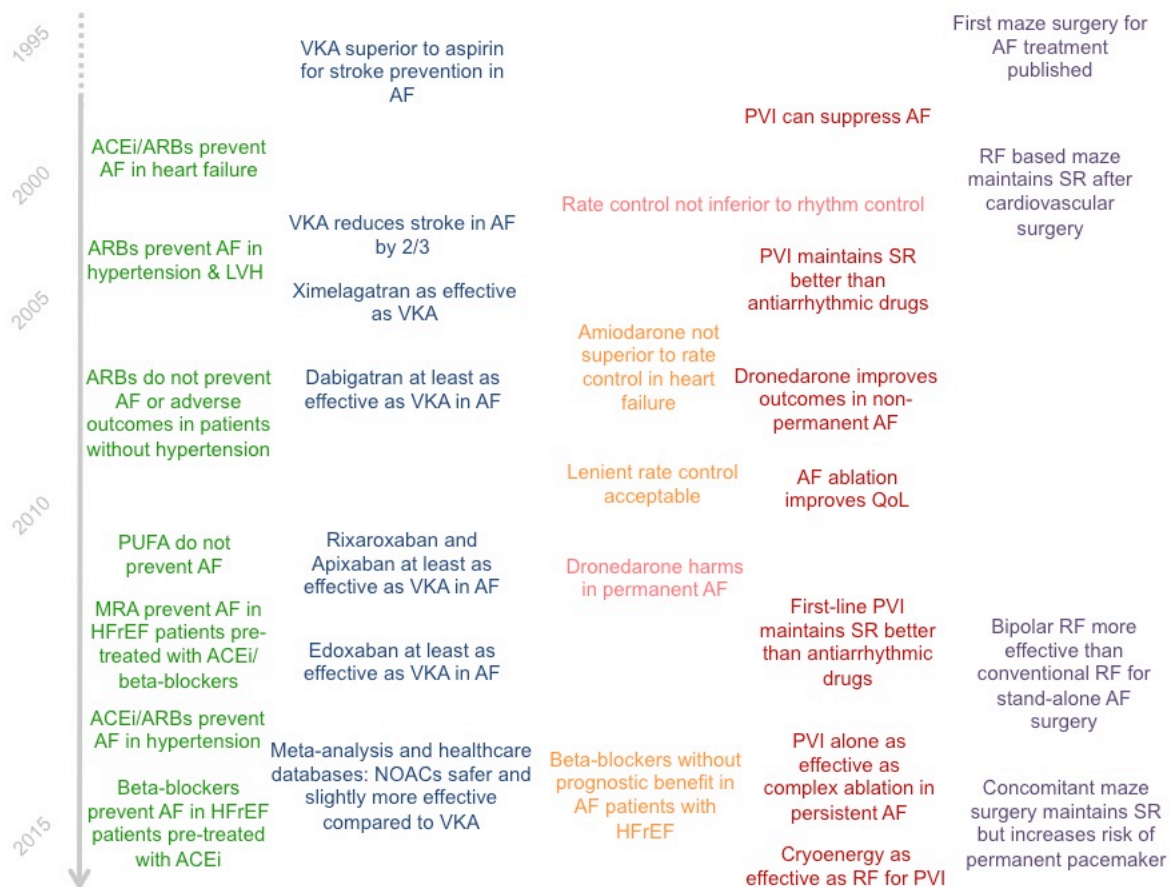 1995
2000
2005
2010
2015
ACEi/ARBs prevent
AF in heart failure
ARBs prevent AF in
hypertension & LVH
ARBs do not prevent
AF or adverse
outcomes in patients
without hypertension
PUFA do not
prevent AF
MRA prevent AF in
HFrEF patients pre-
treated with ACEi/
beta-blockers
ACEi/ARBs prevent
AF in hypertension
Beta-blockers
prevent AF in HFrEF
patients pre-treated
with ACEi
VKA superior to aspirin
for stroke prevention in
AF
VKA reduces stroke in AF
by 2/3
Ximelagatran as effective
as VKA
Dabigatran at least as
effective as VKA in AF
Rixaroxaban and
Apixaban at least as
effective as VKA in AF
Edoxaban at least as
effective as VKA in AF
Meta-analysis and healthcare
databases: NOACs safer and
slightly more effective
compared to VKA
Rate control not inferior to rhythm control
Amiodarone not
superior to rate
control in heart
failure
Lenient rate control
acceptable
Dronedarone harms
in permanent AF
Beta-blockers without
prognostic benefit in
AF patients with
HFrEF
PVI can suppress AF
PVI maintains SR
better than
antiarrhythmic drugs
Dronedarone improves
outcomes in non-
permanent AF
AF ablation
improves QoL
First-line PVI
maintains SR better
than antiarrhythmic
drugs
PVI alone as
effective as
complex ablation in
persistent AF
Cryoenergy as
effective as RF for PVI
First maze surgery for
AF treatment
published
RF based maze
maintains SR after
cardiovascular
surgery
Bipolar RF more
effective than
conventional RF for
stand-alone AF
surgery
Concomitant maze
surgery maintains SR
but increases risk of
permanent pacemaker